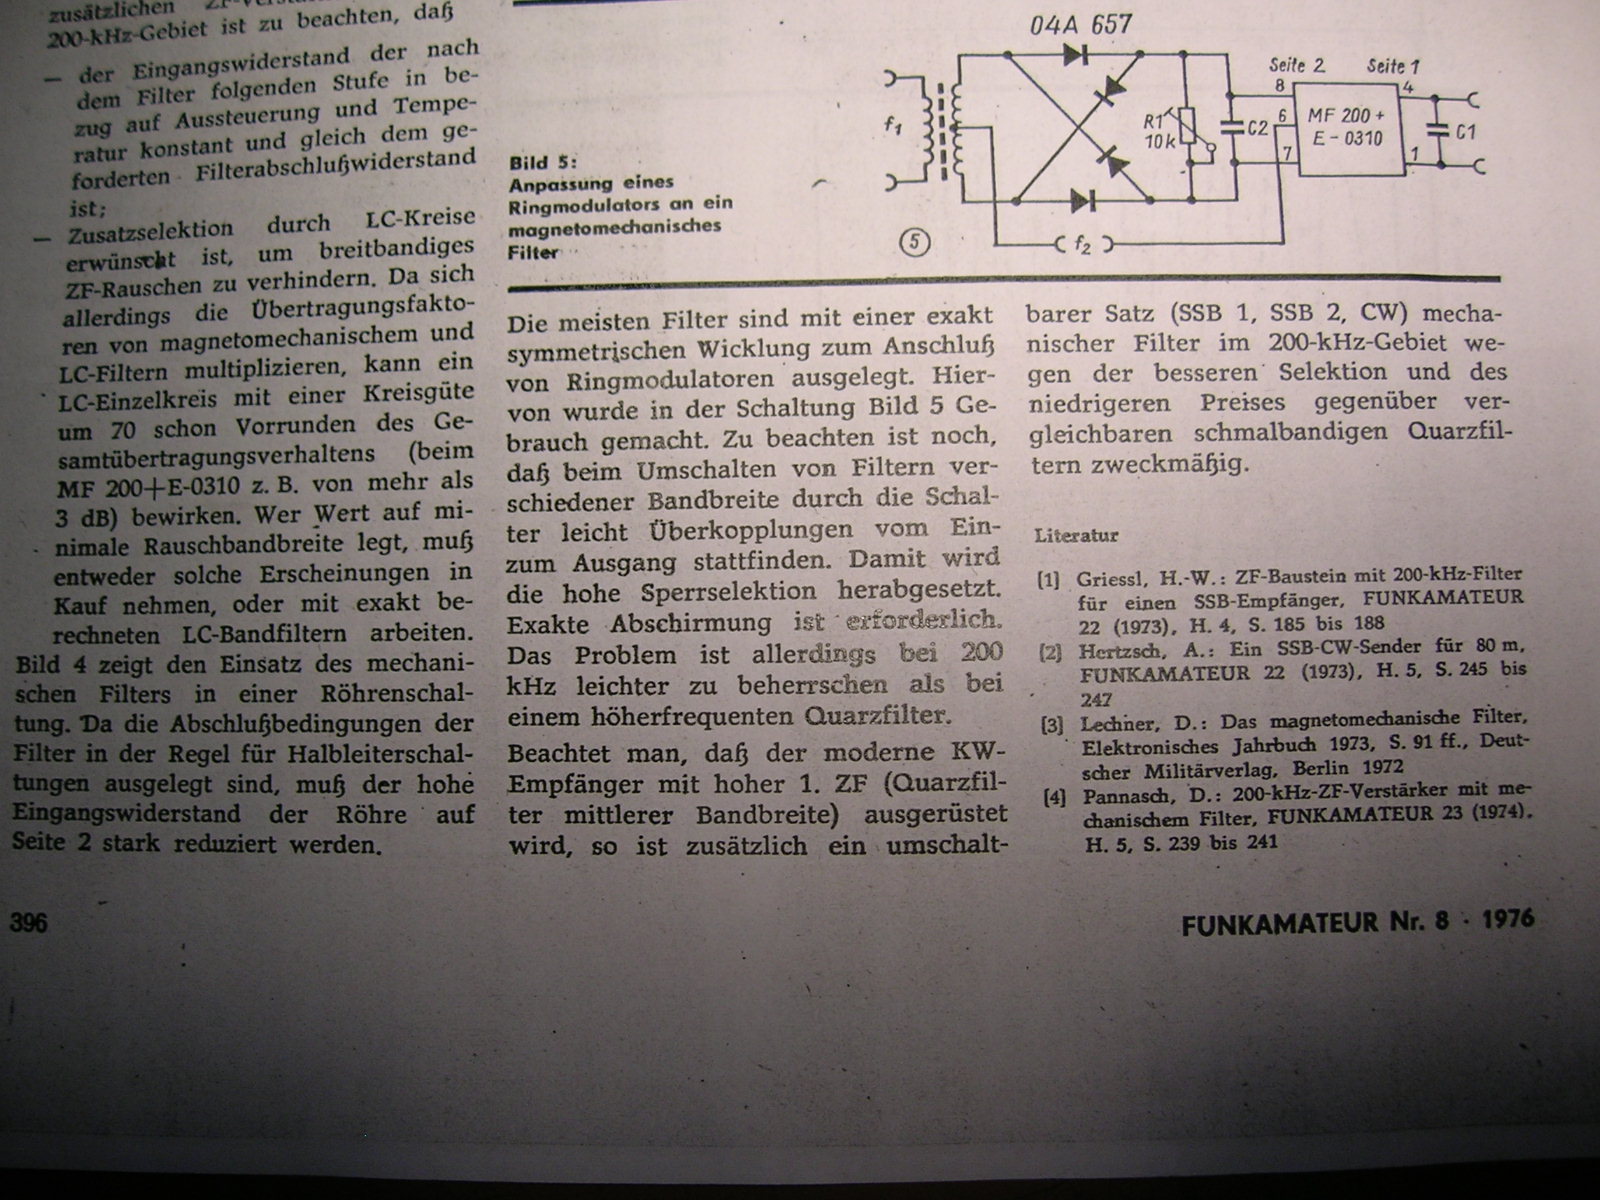 zusätzlichen
200-kHz-Gebiet ist zu beachten, daß
— der Eingangswiderstand der nach
dem Filter folgenden Stufe in be-
zug auf Aussteuerung und Tempe-
ratur konstant und gleich dem ge-
forderten Filterabschlußwiderstand
ist;
— Zusatzselektion durch LC-Kreise
erwünscht ist, um breitbandiges
ZF-Rauschen zu verhindern. Da sich
allerdings die Übertragungsfakto-
ren von magnetomechanischem und
LC-Filtern multiplizieren, kann ein
LC-Einzelkreis mit einer Kreisgüte
um 70 schon Vorrunden des Ge-
samtübertragungsverhaltens (beim
MF 200+E-0310 z. B. von mehr als
3 dB) bewirken. Wer Wert auf mi-
nimale Rauschbandbreite legt, muß
entweder solche Erscheinungen in
Kauf nehmen, oder mit exakt be-
rechneten LC-Bandfiltern arbeiten.
Bild 4 zeigt den Einsatz des mechani-
schen Filters in einer Röhrenschal-
tung. Da die Abschlußbedingungen der
Filter in der Regel für Halbleiterschal-
tungen ausgelegt sind, muß der hohe
Eingangswiderstand der Röhre auf
Seite 2 stark reduziert werden.
Bild 5:
Anpassung eines
Ringmodulators an ein
magnetomechanisches
Filter
04A 657
Seite 2 Seite 1
8 4
f1
R1
10k
C2
6
7
MF 200 +
E-0310
1
C1
5
f2
Die meisten Filter sind mit einer exakt
symmetrischen Wicklung zum Anschluß
von Ringmodulatoren ausgelegt. Hier-
von wurde in der Schaltung Bild 5 Ge-
brauch gemacht. Zu beachten ist noch,
daß beim Umschalten von Filtern ver-
schiedener Bandbreite durch die Schal-
ter leicht Überkopplungen vom Ein-
zum Ausgang stattfinden. Damit wird
die hohe Sperrselektion herabgesetzt.
Exakte Abschirmung ist erforderlich.
Das Problem ist allerdings bei 200
kHz leichter zu beherrschen als bei
einem höherfrequenten Quarzfilter.
Beachtet man, daß der moderne KW-
Empfänger mit hoher 1. ZF (Quarzfil-
ter mittlerer Bandbreite) ausgerüstet
wird, so ist zusätzlich ein umschalt-
barer Satz (SSB 1, SSB 2, CW) mecha-
nischer Filter im 200-kHz-Gebiet we-
gen der besseren Selektion und des
niedrigeren Preises gegenüber ver-
gleichbaren schmalbandigen Quarzfil-
tern zweckmäßig.
Literatur
[1] Griessl, H.-W.: ZF-Baustein mit 200-kHz-Filter
für einen SSB-Empfänger, FUNKAMATEUR
22 (1973), H. 4, S. 185 bis 188
[2] Hertzsch, A.: Ein SSB-CW-Sender für 80 m,
FUNKAMATEUR 22 (1973), H. 5, S. 245 bis
247
[3] Lechner, D.: Das magnetomechanische Filter,
Elektronisches Jahrbuch 1973, S. 91 ff., Deut-
scher Militärverlag, Berlin 1972
[4] Pannasch, D.: 200-kHz-ZF-Verstärker mit me-
chanischem Filter, FUNKAMATEUR 23 (1974),
H. 5, S. 239 bis 241
396
FUNKAMATEUR Nr. 8 · 1976